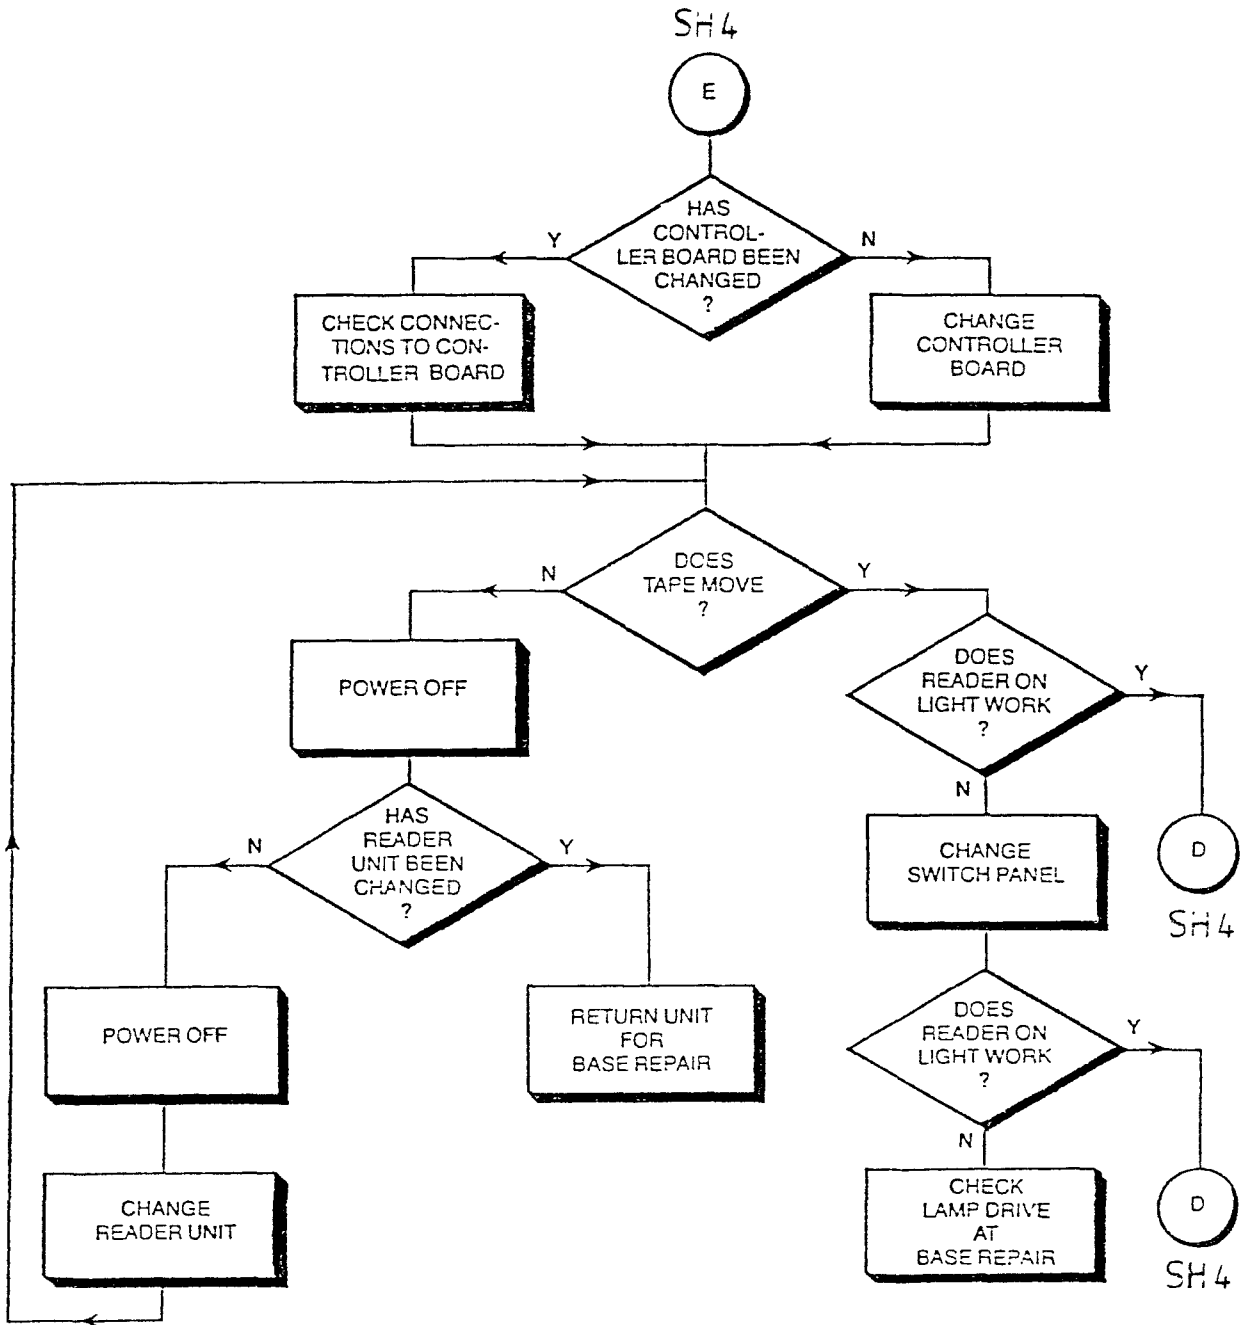 SH4
E
HAS
CONTROL-
LER BOARD BEEN
CHANGED
?
Y
N
CHECK CONNEC-
TIONS TO CON-
TROLLER BOARD
CHANGE
CONTROLLER
BOARD
DOES
TAPE MOVE
?
N
Y
POWER OFF
DOES
READER ON
LIGHT WORK
?
Y
N
HAS
READER
UNIT BEEN
CHANGED
?
N
Y
CHANGE
SWITCH PANEL
D
SH4
POWER OFF
RETURN UNIT
FOR
BASE REPAIR
DOES
READER ON
LIGHT WORK
?
Y
N
CHANGE
READER UNIT
CHECK
LAMP DRIVE
AT
BASE REPAIR
D
SH4